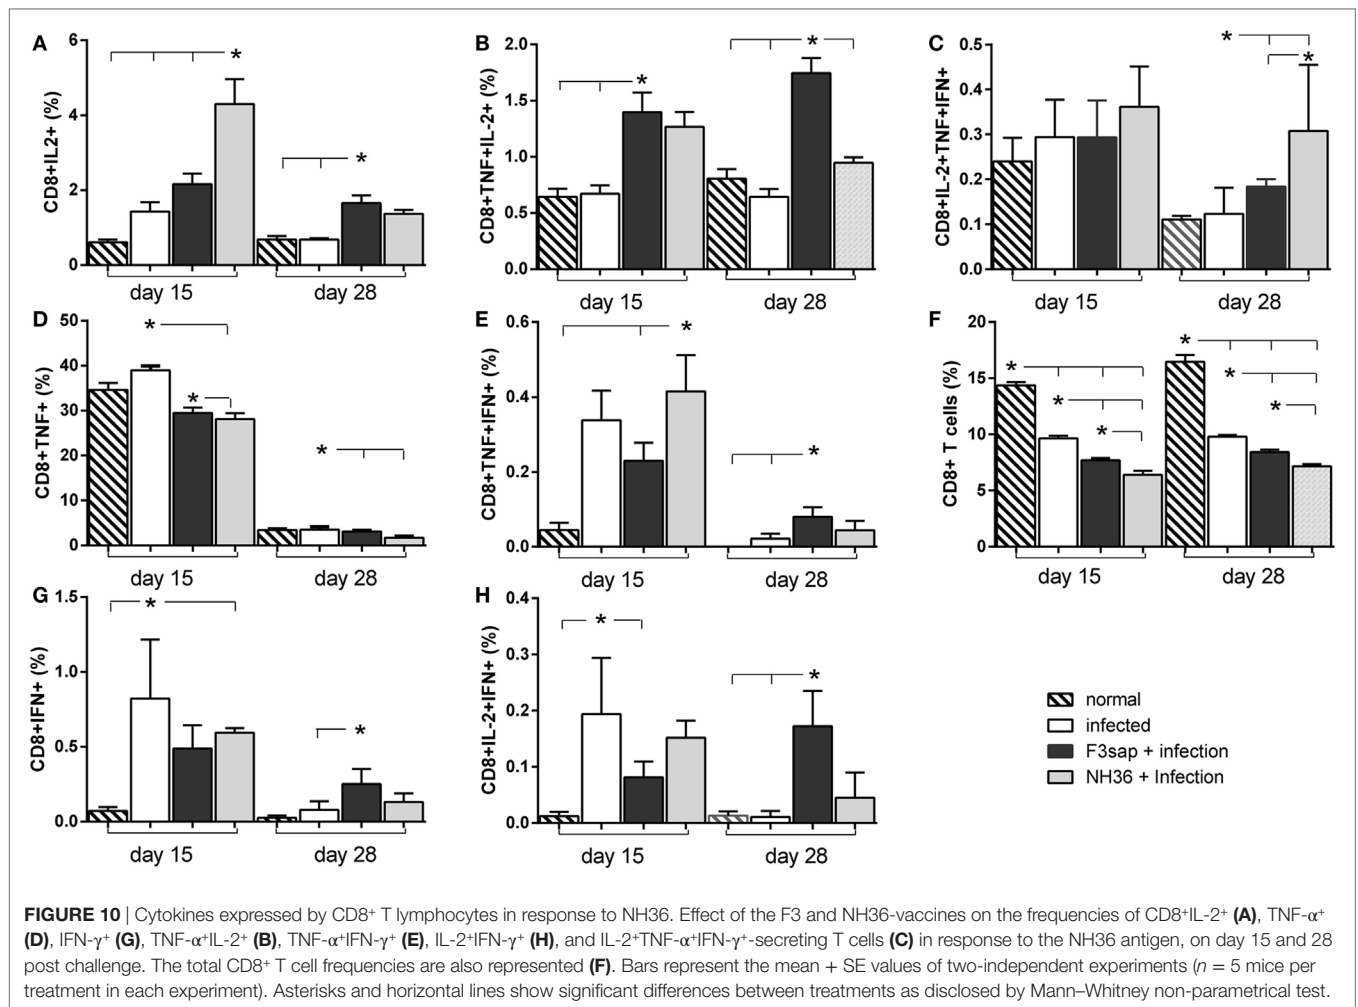 A
CD8+IL2+ (%)
6
4
2
0
*
*
day 15
day 28
B
CD8+TNF+IL-2+ (%)
2.0
1.5
1.0
0.5
0.0
*
*
day 15
day 28
C
CD8+IL-2+TNF+IFN+
0.5
0.4
0.3
0.2
0.1
0.0
*
*
day 15
day 28
D
CD8+TNF+ (%)
50
40
30
20
10
0
*
*
*
day 15
day 28
E
CD8+TNF+IFN+ (%)
0.6
0.4
0.2
0.0
*
*
day 15
day 28
F
CD8+ T cells (%)
20
15
10
5
0
*
*
*
*
*
*
day 15
day 28
G
CD8+IFN+ (%)
1.5
1.0
0.5
0.0
*
*
day 15
day 28
H
CD8+IL-2+IFN+ (%)
0.4
0.3
0.2
0.1
0.0
*
*
day 15
day 28
normal
infected
F3sap + infection
NH36 + Infection
FIGURE 10 | Cytokines expressed by CD8⁺ T lymphocytes in response to NH36. Effect of the F3 and NH36-vaccines on the frequencies of CD8⁺IL-2⁺ (A), TNF-α⁺
(D), IFN-γ⁺ (G), TNF-α⁺IL-2⁺ (B), TNF-α⁺IFN-γ⁺ (E), IL-2⁺IFN-γ⁺ (H), and IL-2⁺TNF-α⁺IFN-γ⁺-secreting T cells (C) in response to the NH36 antigen, on day 15 and 28
post challenge. The total CD8⁺ T cell frequencies are also represented (F). Bars represent the mean + SE values of two-independent experiments (n = 5 mice per
treatment in each experiment). Asterisks and horizontal lines show significant differences between treatments as disclosed by Mann–Whitney non-parametrical test.